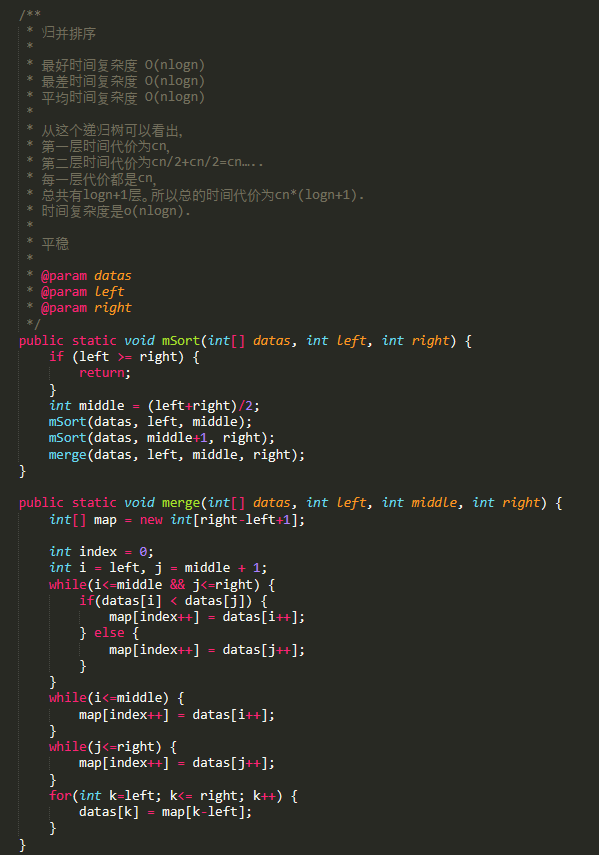 /**
 * 归并排序
 *
 * 最好时间复杂度 O(nlogn)
 * 最差时间复杂度 O(nlogn)
 * 平均时间复杂度 O(nlogn)
 *
 * 从这个递归树可以看出,
 * 第一层时间代价为cn,
 * 第二层时间代价为cn/2+cn/2=cn…..
 * 每一层代价都是cn,
 * 总共有logn+1层。所以总的时间代价为cn*(logn+1).
 * 时间复杂度是o(nlogn).
 *
 * 平稳
 *
 * @param datas
 * @param left
 * @param right
 */
public static void mSort(int[] datas, int left, int right) {
    if (left >= right) {
        return;
    }
    int middle = (left+right)/2;
    mSort(datas, left, middle);
    mSort(datas, middle+1, right);
    merge(datas, left, middle, right);
}

public static void merge(int[] datas, int left, int middle, int right) {
    int[] map = new int[right-left+1];

    int index = 0;
    int i = left, j = middle + 1;
    while(i<=middle && j<=right) {
        if(datas[i] < datas[j]) {
            map[index++] = datas[i++];
        } else {
            map[index++] = datas[j++];
        }
    }
    while(i<=middle) {
        map[index++] = datas[i++];
    }
    while(j<=right) {
        map[index++] = datas[j++];
    }
    for(int k=left; k<= right; k++) {
        datas[k] = map[k-left];
    }
}